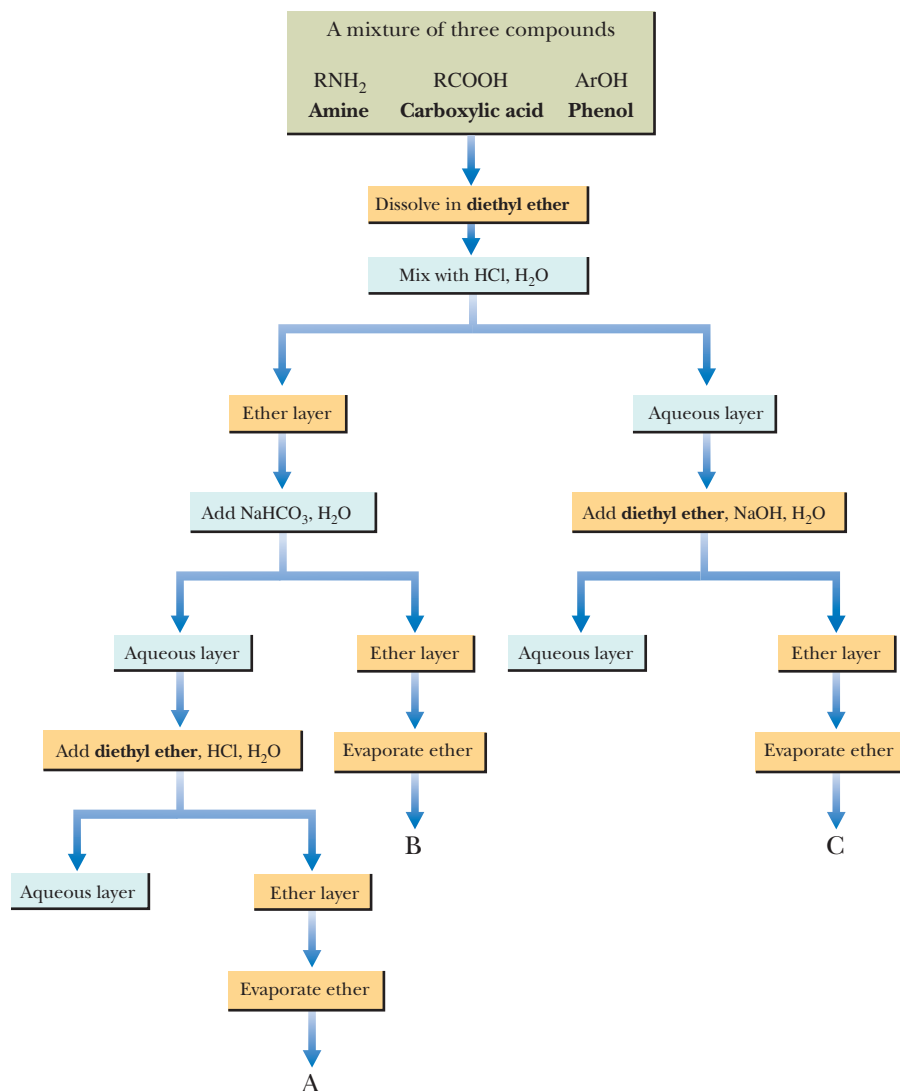 A mixture of three compounds
RNH₂ RCOOH ArOH
Amine Carboxylic acid Phenol
Dissolve in diethyl ether
Mix with HCl, H₂O
Ether layer Aqueous layer
Add NaHCO₃, H₂O Add diethyl ether, NaOH, H₂O
Aqueous layer Ether layer Aqueous layer Ether layer
Add diethyl ether, HCl, H₂O Evaporate ether Evaporate ether
B C
Aqueous layer Ether layer
Evaporate ether
A